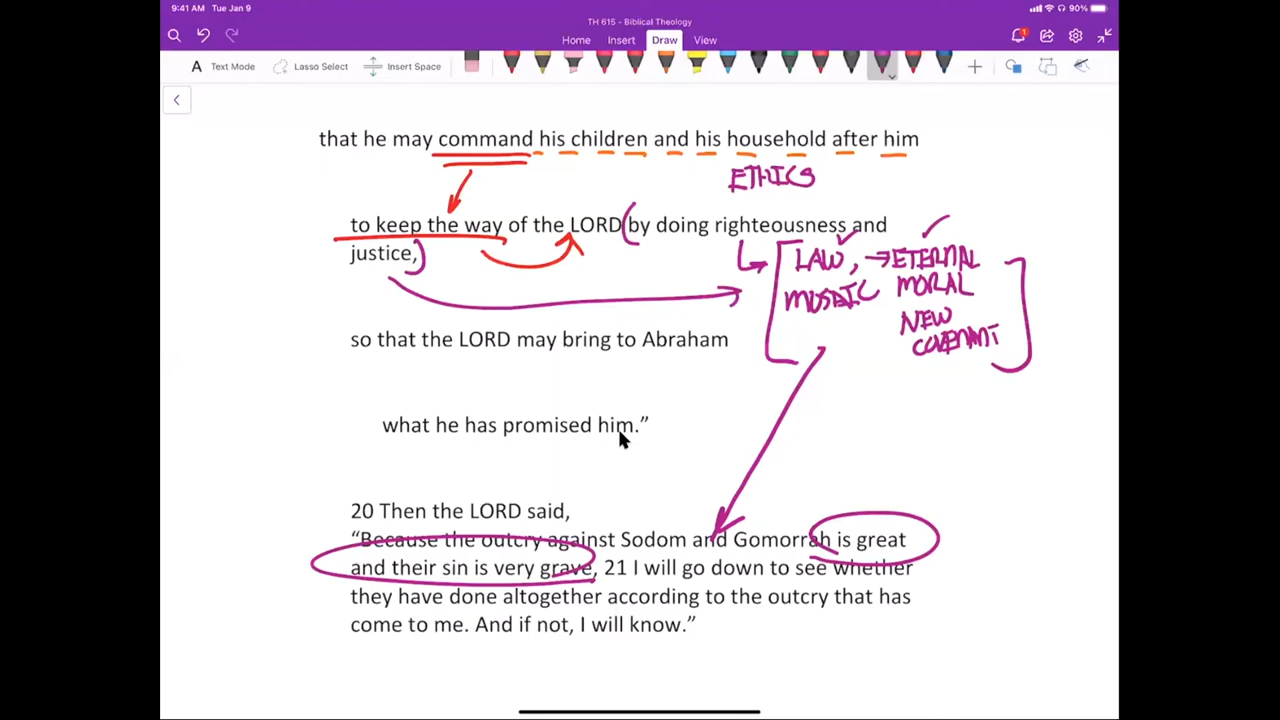 9:41 AM Tue Jan 9
90%
TH 615 - Biblical Theology
Home Insert Draw View
1
A Text Mode Lasso Select Insert Space
that he may command his children and his household after him
ETHICS
to keep the way of the LORD (by doing righteousness and
justice,)
LAW, → ETERNAL
MOSAIC MORAL
NEW
COVENANT
so that the LORD may bring to Abraham
what he has promised him.”
20 Then the LORD said,
“Because the outcry against Sodom and Gomorrah is great
and their sin is very grave, 21 I will go down to see whether
they have done altogether according to the outcry that has
come to me. And if not, I will know.”